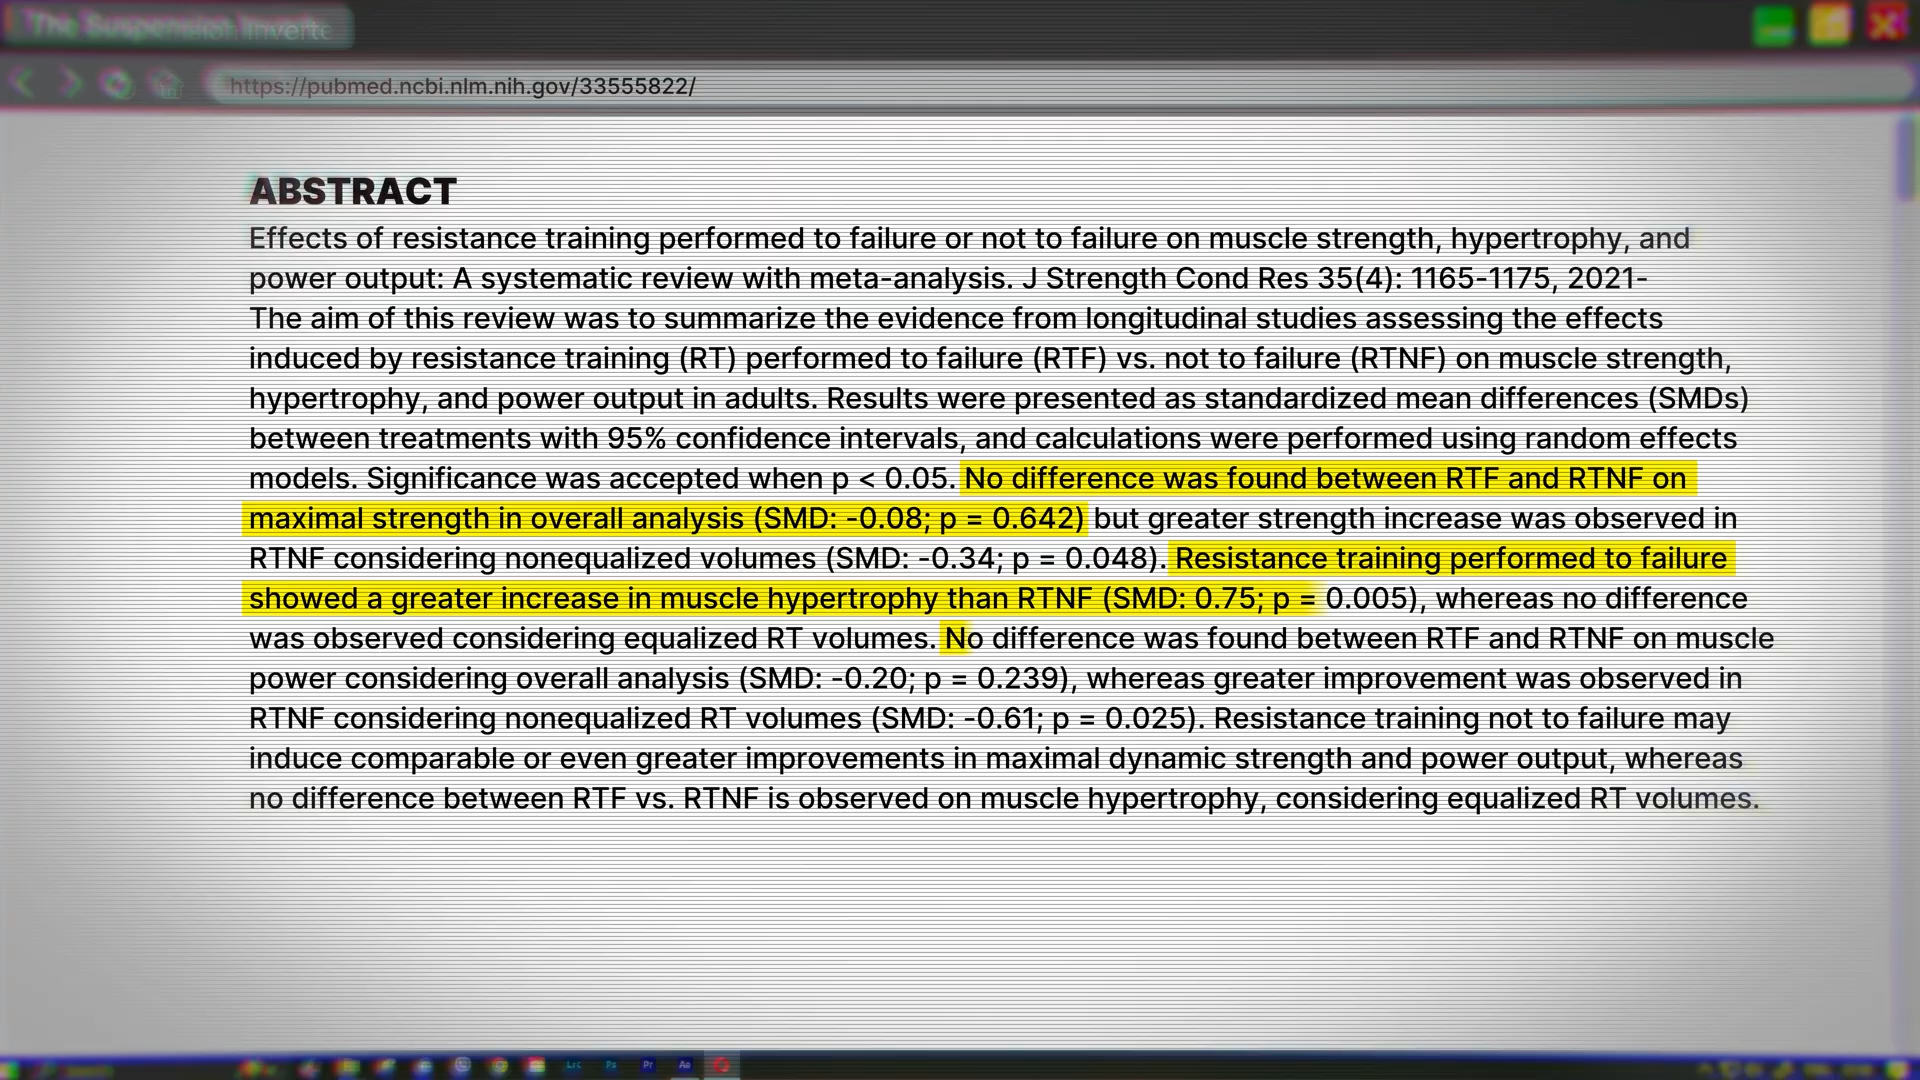 The Suspension Inverte
https://pubmed.ncbi.nlm.nih.gov/33555822/
ABSTRACT
Effects of resistance training performed to failure or not to failure on muscle strength, hypertrophy, and
power output: A systematic review with meta-analysis. J Strength Cond Res 35(4): 1165-1175, 2021-
The aim of this review was to summarize the evidence from longitudinal studies assessing the effects
induced by resistance training (RT) performed to failure (RTF) vs. not to failure (RTNF) on muscle strength,
hypertrophy, and power output in adults. Results were presented as standardized mean differences (SMDs)
between treatments with 95% confidence intervals, and calculations were performed using random effects
models. Significance was accepted when p < 0.05. No difference was found between RTF and RTNF on
maximal strength in overall analysis (SMD: -0.08; p = 0.642) but greater strength increase was observed in
RTNF considering nonequalized volumes (SMD: -0.34; p = 0.048). Resistance training performed to failure
showed a greater increase in muscle hypertrophy than RTNF (SMD: 0.75; p = 0.005), whereas no difference
was observed considering equalized RT volumes. No difference was found between RTF and RTNF on muscle
power considering overall analysis (SMD: -0.20; p = 0.239), whereas greater improvement was observed in
RTNF considering nonequalized RT volumes (SMD: -0.61; p = 0.025). Resistance training not to failure may
induce comparable or even greater improvements in maximal dynamic strength and power output, whereas
no difference between RTF vs. RTNF is observed on muscle hypertrophy, considering equalized RT volumes.
Lrc Ps Pr Ae